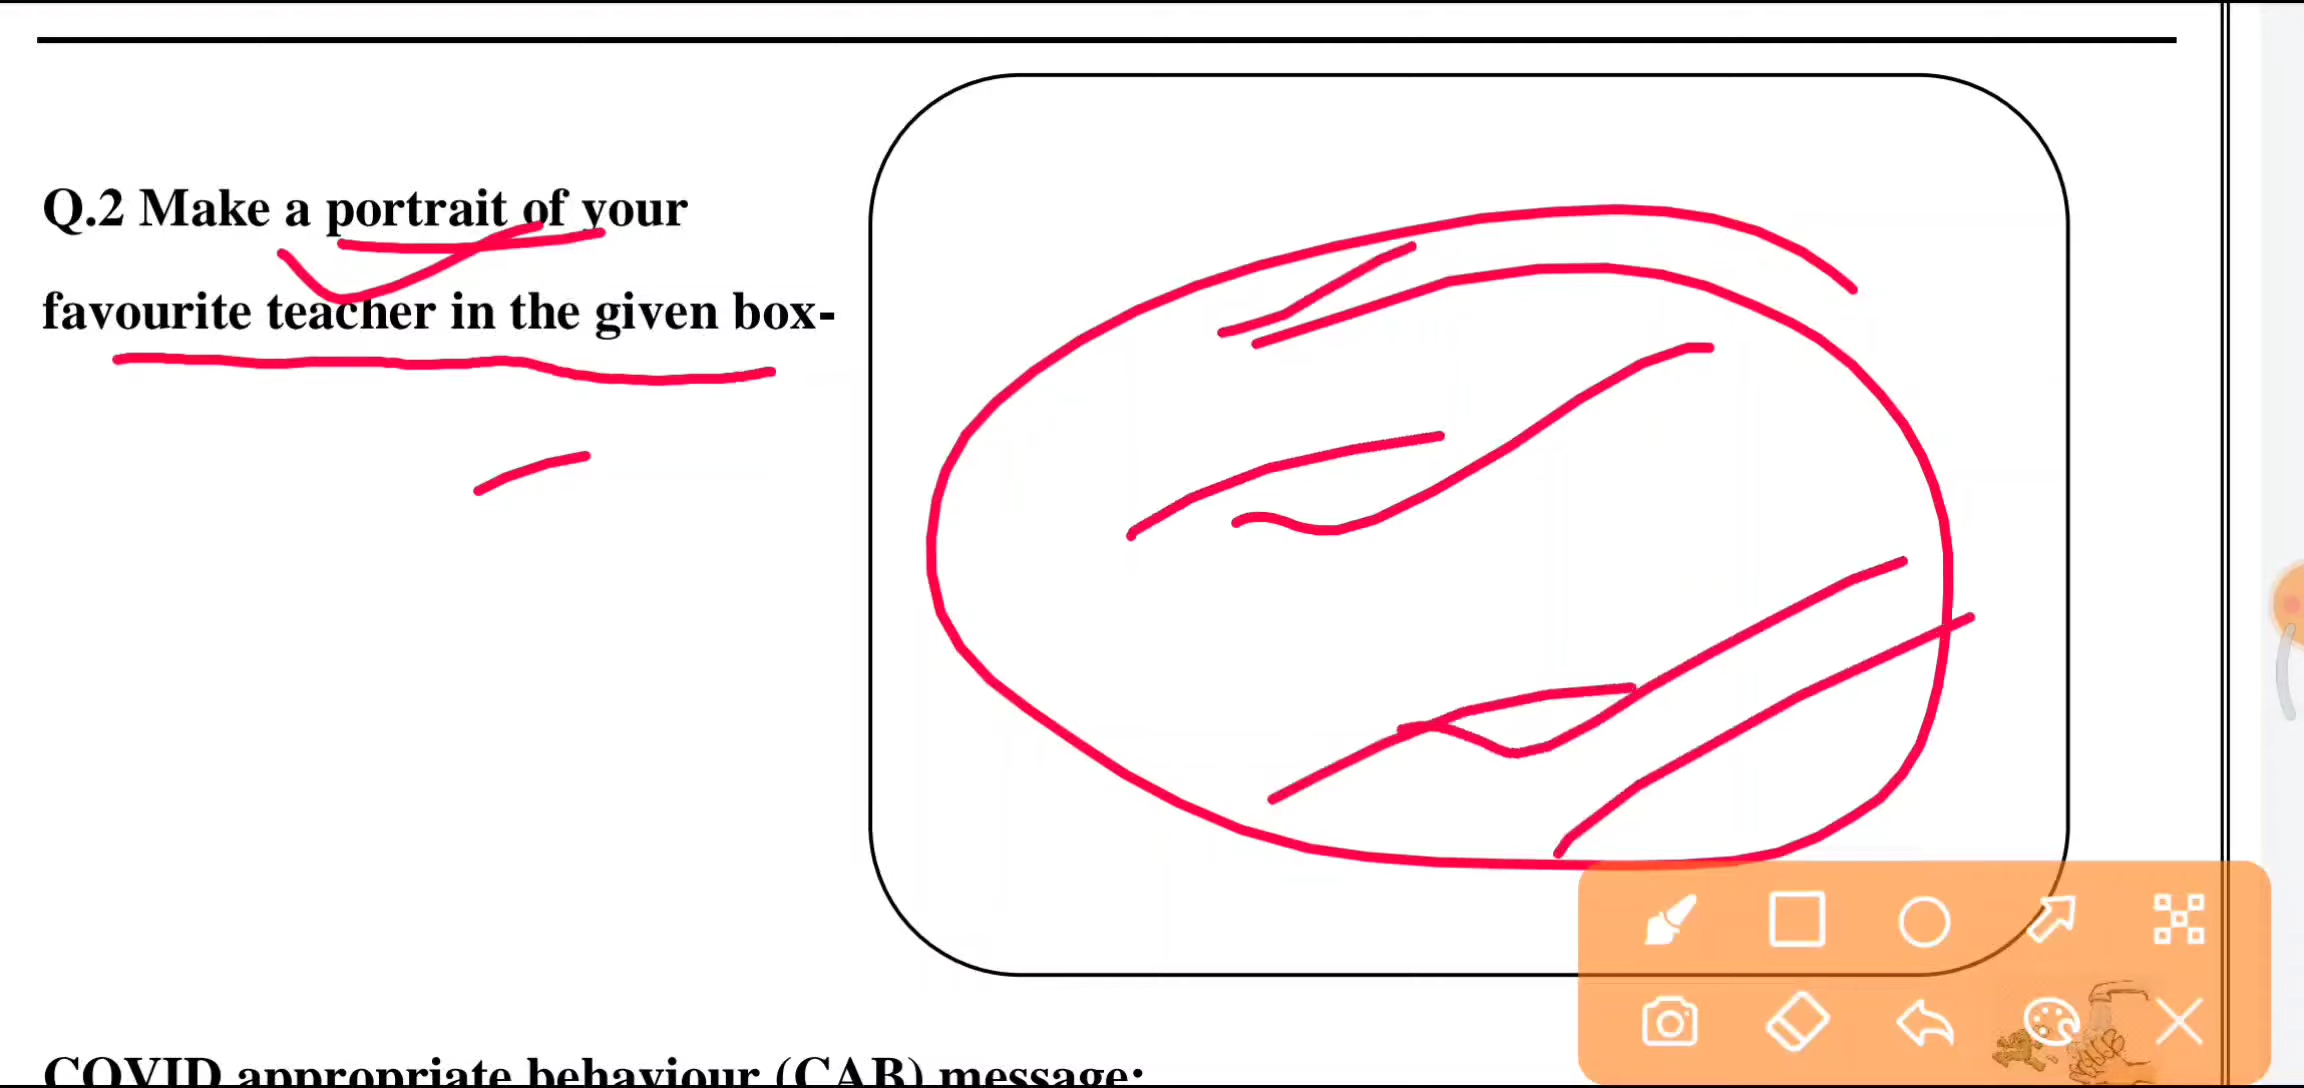 Q.2 Make a portrait of your
favourite teacher in the given box-
COVID appropriate behaviour (CAB) message: